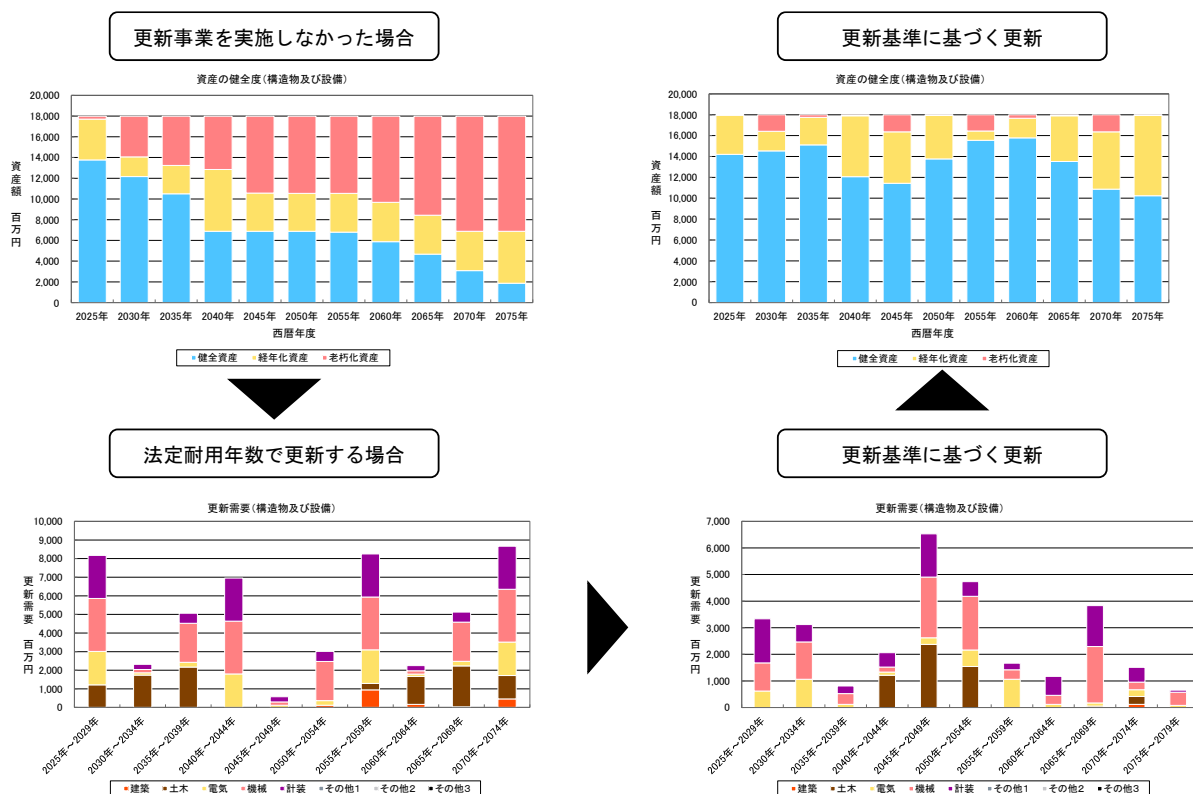 更新事業を実施しなかった場合
資産の健全度(構造物及び設備)
資産額 百万円
20,000
18,000
16,000
14,000
12,000
10,000
8,000
6,000
4,000
2,000
0
2025年 2030年 2035年 2040年 2045年 2050年 2055年 2060年 2065年 2070年 2075年
西暦年度
健全資産 経年化資産 老朽化資産
更新基準に基づく更新
資産の健全度(構造物及び設備)
資産額 百万円
20,000
18,000
16,000
14,000
12,000
10,000
8,000
6,000
4,000
2,000
0
2025年 2030年 2035年 2040年 2045年 2050年 2055年 2060年 2065年 2070年 2075年
西暦年度
健全資産 経年化資産 老朽化資産
法定耐用年数で更新する場合
更新需要(構造物及び設備)
更新需要 百万円
10,000
9,000
8,000
7,000
6,000
5,000
4,000
3,000
2,000
1,000
0
2025年~2029年
2030年~2034年
2035年~2039年
2040年~2044年
2045年~2049年
2050年~2054年
2055年~2059年
2060年~2064年
2065年~2069年
2070年~2074年
建築 土木 電気 機械 計装 その他1 その他2 その他3
更新基準に基づく更新
更新需要(構造物及び設備)
更新需要 百万円
7,000
6,000
5,000
4,000
3,000
2,000
1,000
0
2025年~2029年
2030年~2034年
2035年~2039年
2040年~2044年
2045年~2049年
2050年~2054年
2055年~2059年
2060年~2064年
2065年~2069年
2070年~2074年
2075年~2079年
建築 土木 電気 機械 計装 その他1 その他2 その他3